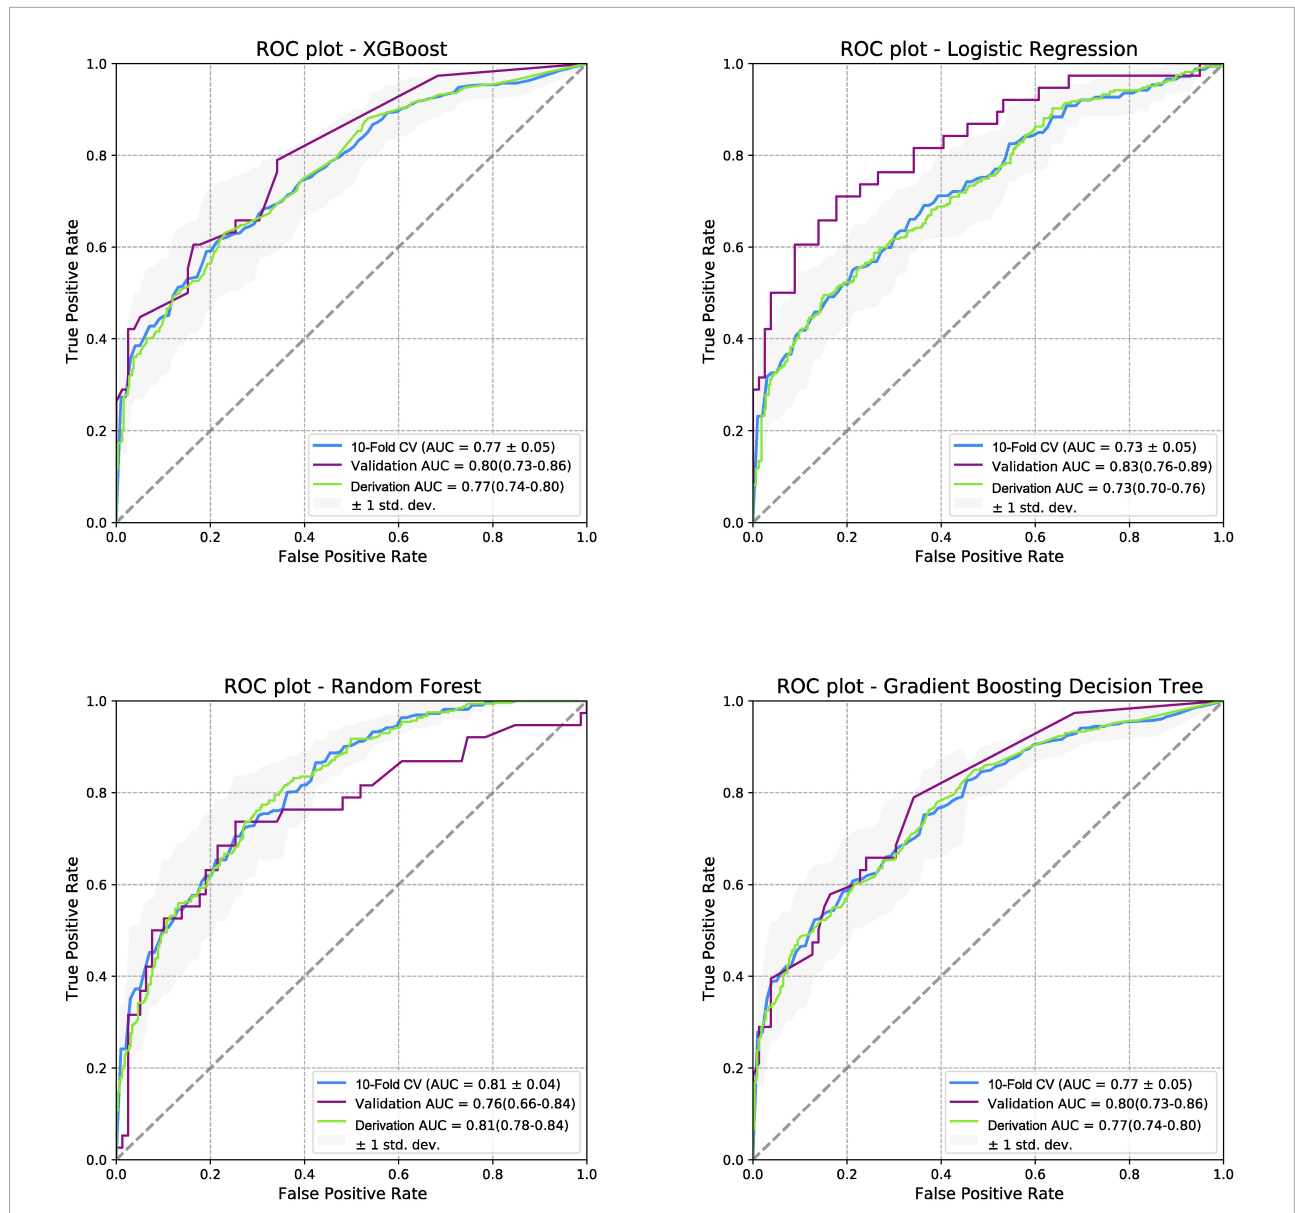 ROC plot - XGBoost
1.0
0.8
0.6
0.4
0.2
0.0
True Positive Rate
10-Fold CV (AUC = 0.77 ± 0.05)
Validation AUC = 0.80(0.73-0.86)
Derivation AUC = 0.77(0.74-0.80)
± 1 std. dev.
0.0 0.2 0.4 0.6 0.8 1.0
False Positive Rate
ROC plot - Logistic Regression
1.0
0.8
0.6
0.4
0.2
0.0
True Positive Rate
10-Fold CV (AUC = 0.73 ± 0.05)
Validation AUC = 0.83(0.76-0.89)
Derivation AUC = 0.73(0.70-0.76)
± 1 std. dev.
0.0 0.2 0.4 0.6 0.8 1.0
False Positive Rate
ROC plot - Random Forest
1.0
0.8
0.6
0.4
0.2
0.0
True Positive Rate
10-Fold CV (AUC = 0.81 ± 0.04)
Validation AUC = 0.76(0.66-0.84)
Derivation AUC = 0.81(0.78-0.84)
± 1 std. dev.
0.0 0.2 0.4 0.6 0.8 1.0
False Positive Rate
ROC plot - Gradient Boosting Decision Tree
1.0
0.8
0.6
0.4
0.2
0.0
True Positive Rate
10-Fold CV (AUC = 0.77 ± 0.05)
Validation AUC = 0.80(0.73-0.86)
Derivation AUC = 0.77(0.74-0.80)
± 1 std. dev.
0.0 0.2 0.4 0.6 0.8 1.0
False Positive Rate